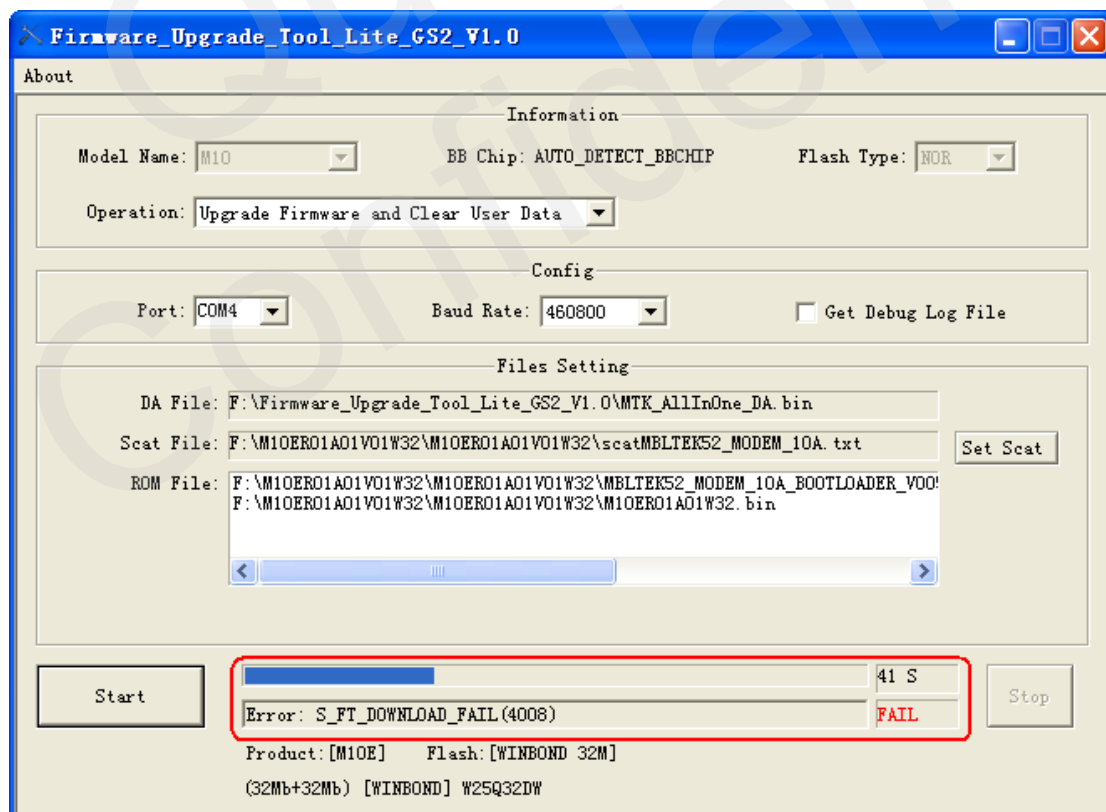 Firmware_Upgrade_Tool_Lite_GS2_V1.0
About
Information
Model Name: M10 BB Chip: AUTO_DETECT_BBCHIP Flash Type: NOR
Operation: Upgrade Firmware and Clear User Data
Config
Port: COM4 Baud Rate: 460800 Get Debug Log File
Files Setting
DA File: F:\Firmware_Upgrade_Tool_Lite_GS2_V1.0\MTK_AllInOne_DA.bin
Scat File: F:\M10ER01A01V01W32\M10ER01A01V01W32\scatMBLTEK52_MODEM_10A.txt Set Scat
ROM File: F:\M10ER01A01V01W32\M10ER01A01V01W32\MBLTEK52_MODEM_10A_BOOTLOADER_V00
F:\M10ER01A01V01W32\M10ER01A01V01W32\M10ER01A01W32.bin
41 S
Start Stop
Error: S_FT_DOWNLOAD_FAIL(4008) FAIL
Product:[M10E] Flash:[WINBOND 32M]
(32Mb+32Mb) [WINBOND] W25Q32DW